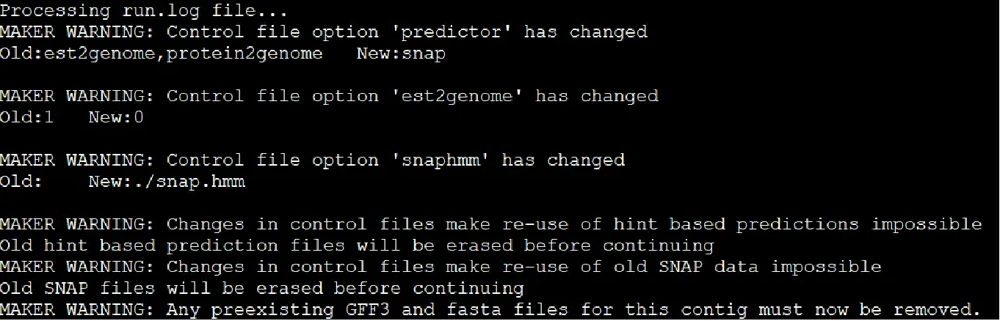 Processing run.log file...
MAKER WARNING: Control file option 'predictor' has changed
Old:est2genome,protein2genome   New:snap
MAKER WARNING: Control file option 'est2genome' has changed
Old:1   New:0
MAKER WARNING: Control file option 'snaphmm' has changed
Old:    New:./snap.hmm
MAKER WARNING: Changes in control files make re-use of hint based predictions impossible
Old hint based prediction files will be erased before continuing
MAKER WARNING: Changes in control files make re-use of old SNAP data impossible
Old SNAP files will be erased before continuing
MAKER WARNING: Any preexisting GFF3 and fasta files for this contig must now be removed.